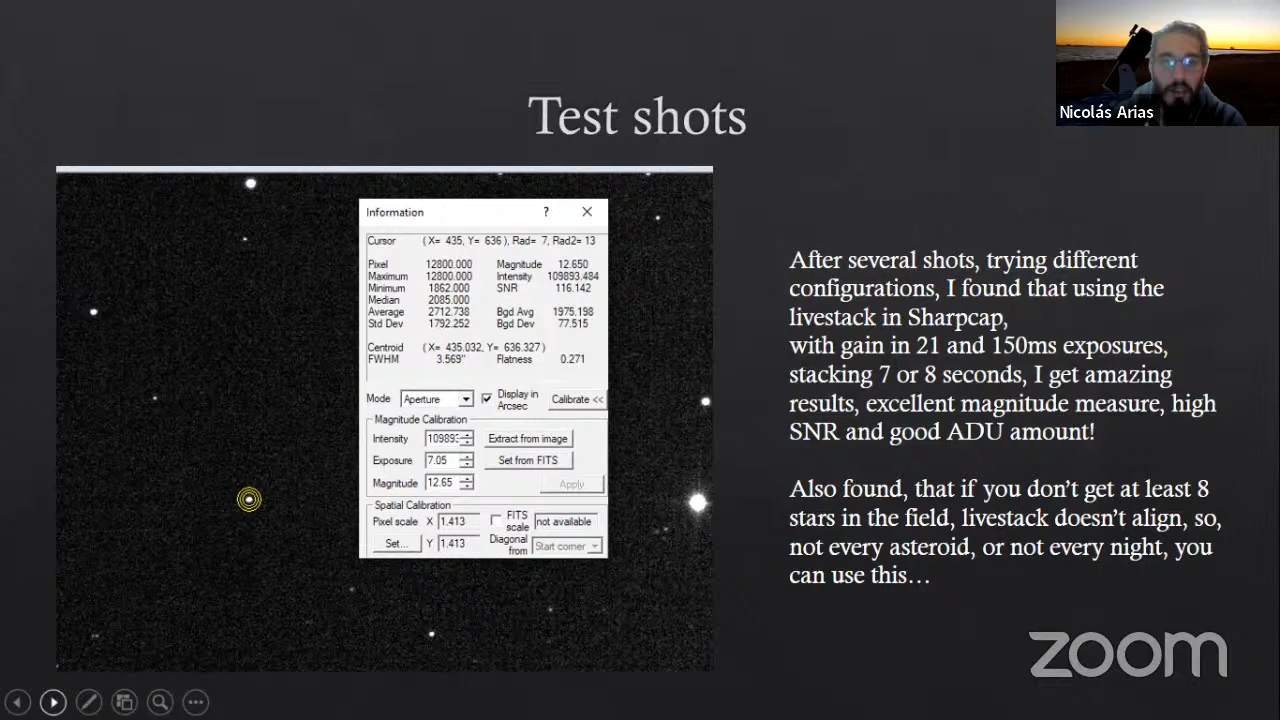 Nicolás Arias
Test shots
Information ? ✕
Cursor ( X= 435, Y= 636 ), Rad= 7, Rad2= 13
Pixel 12800.000 Magnitude 12.650
Maximum 12800.000 Intensity 109893.484
Minimum 1862.000 SNR 116.142
Median 2085.000
Average 2712.738 Bgd Avg 1975.198
Std Dev 1792.252 Bgd Dev 77.515
Centroid ( X= 435.032, Y= 636.327 )
FWHM 3.569" Flatness 0.271
Mode Aperture Display in Arcsec Calibrate <<
Magnitude Calibration
Intensity Extract from image
Exposure 7.05 Set from FITS
Magnitude 12.65 Apply
Spatial Calibration
Pixel scale X 1.413 FITS scale not available
Set... Y 1.413 Diagonal from Start corner
After several shots, trying different
configurations, I found that using the
livestack in Sharpcap,
with gain in 21 and 150ms exposures,
stacking 7 or 8 seconds, I get amazing
results, excellent magnitude measure, high
SNR and good ADU amount!
Also found, that if you don't get at least 8
stars in the field, livestack doesn't align, so,
not every asteroid, or not every night, you
can use this…
zoom